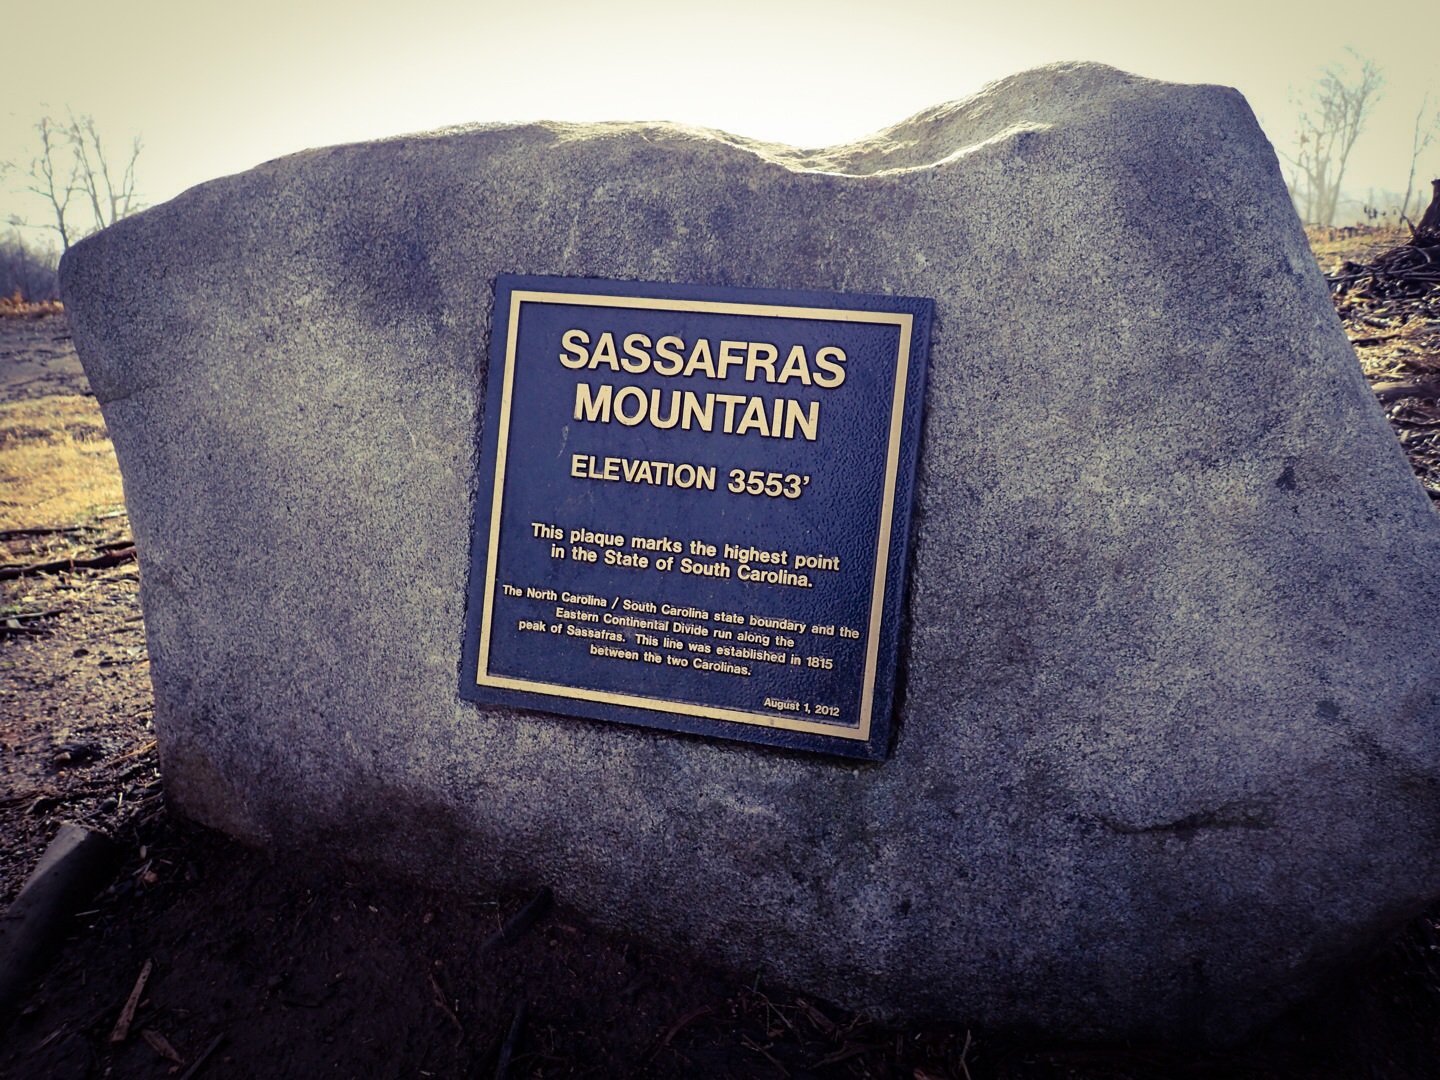 SASSAFRAS
MOUNTAIN
ELEVATION 3553'
This plaque marks the highest point
in the State of South Carolina.
The North Carolina / South Carolina state boundary and the
Eastern Continental Divide run along the
peak of Sassafras. This line was established in 1815
between the two Carolinas.
August 1, 2012